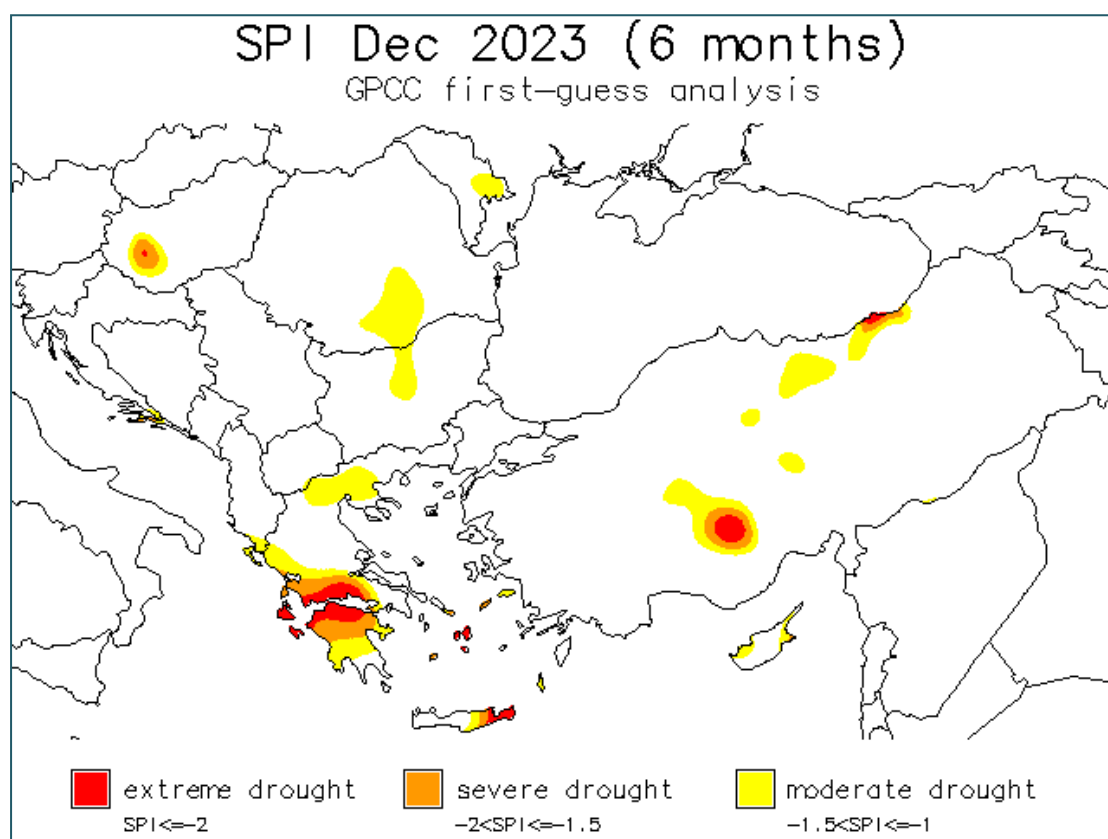 SPI Dec 2023 (6 months)
GPCC first-guess analysis
extreme drought severe drought moderate drought
SPI<=-2 -2<SPI<=-1.5 -1.5<SPI<=-1